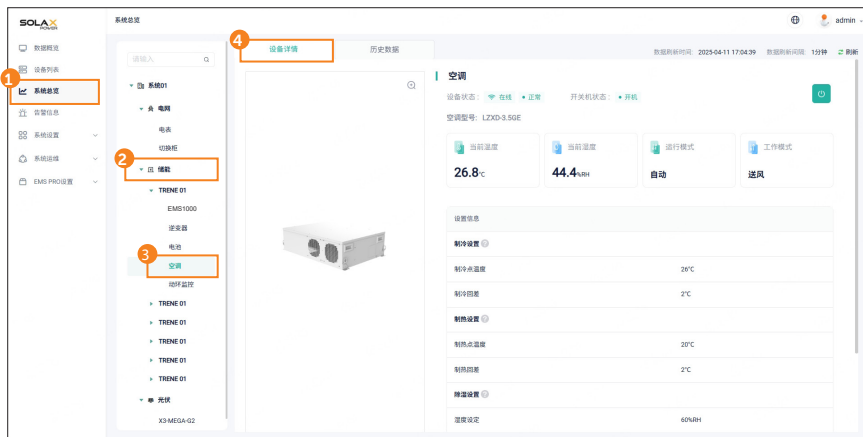 SOLAX
POWER
系统总览
admin
数据概览
设备列表
1
系统总览
告警信息
系统设置
系统运维
EMS PRO设置
请输入
系统01
电网
电表
切换柜
2
储能
TRENE 01
EMS1000
逆变器
电池
3
空调
动环监控
TRENE 01
TRENE 01
TRENE 01
TRENE 01
TRENE 01
光伏
X3-MEGA-G2
4
设备详情
历史数据
数据刷新时间: 2025-04-11 17:04:39 数据刷新间隔: 1分钟 刷新
空调
设备状态: 在线 正常 开关机状态: 开机
空调型号: LZXD-3.5GE
当前温度
26.8℃
当前湿度
44.4%RH
运行模式
自动
工作模式
送风
设置信息
制冷设置
制冷点温度 26℃
制冷回差 2℃
制热设置
制热点温度 20℃
制热回差 2℃
除湿设置
湿度设定 60%RH